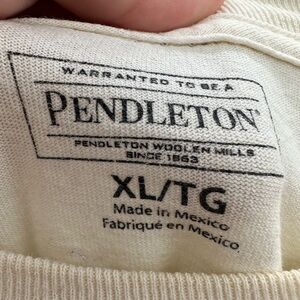 WARRANTED TO BE A
PENDLETON
PENDLETON WOOLEN MILLS
SINCE 1863
XL/TG
Made in Mexico
Fabriqué en Mexico